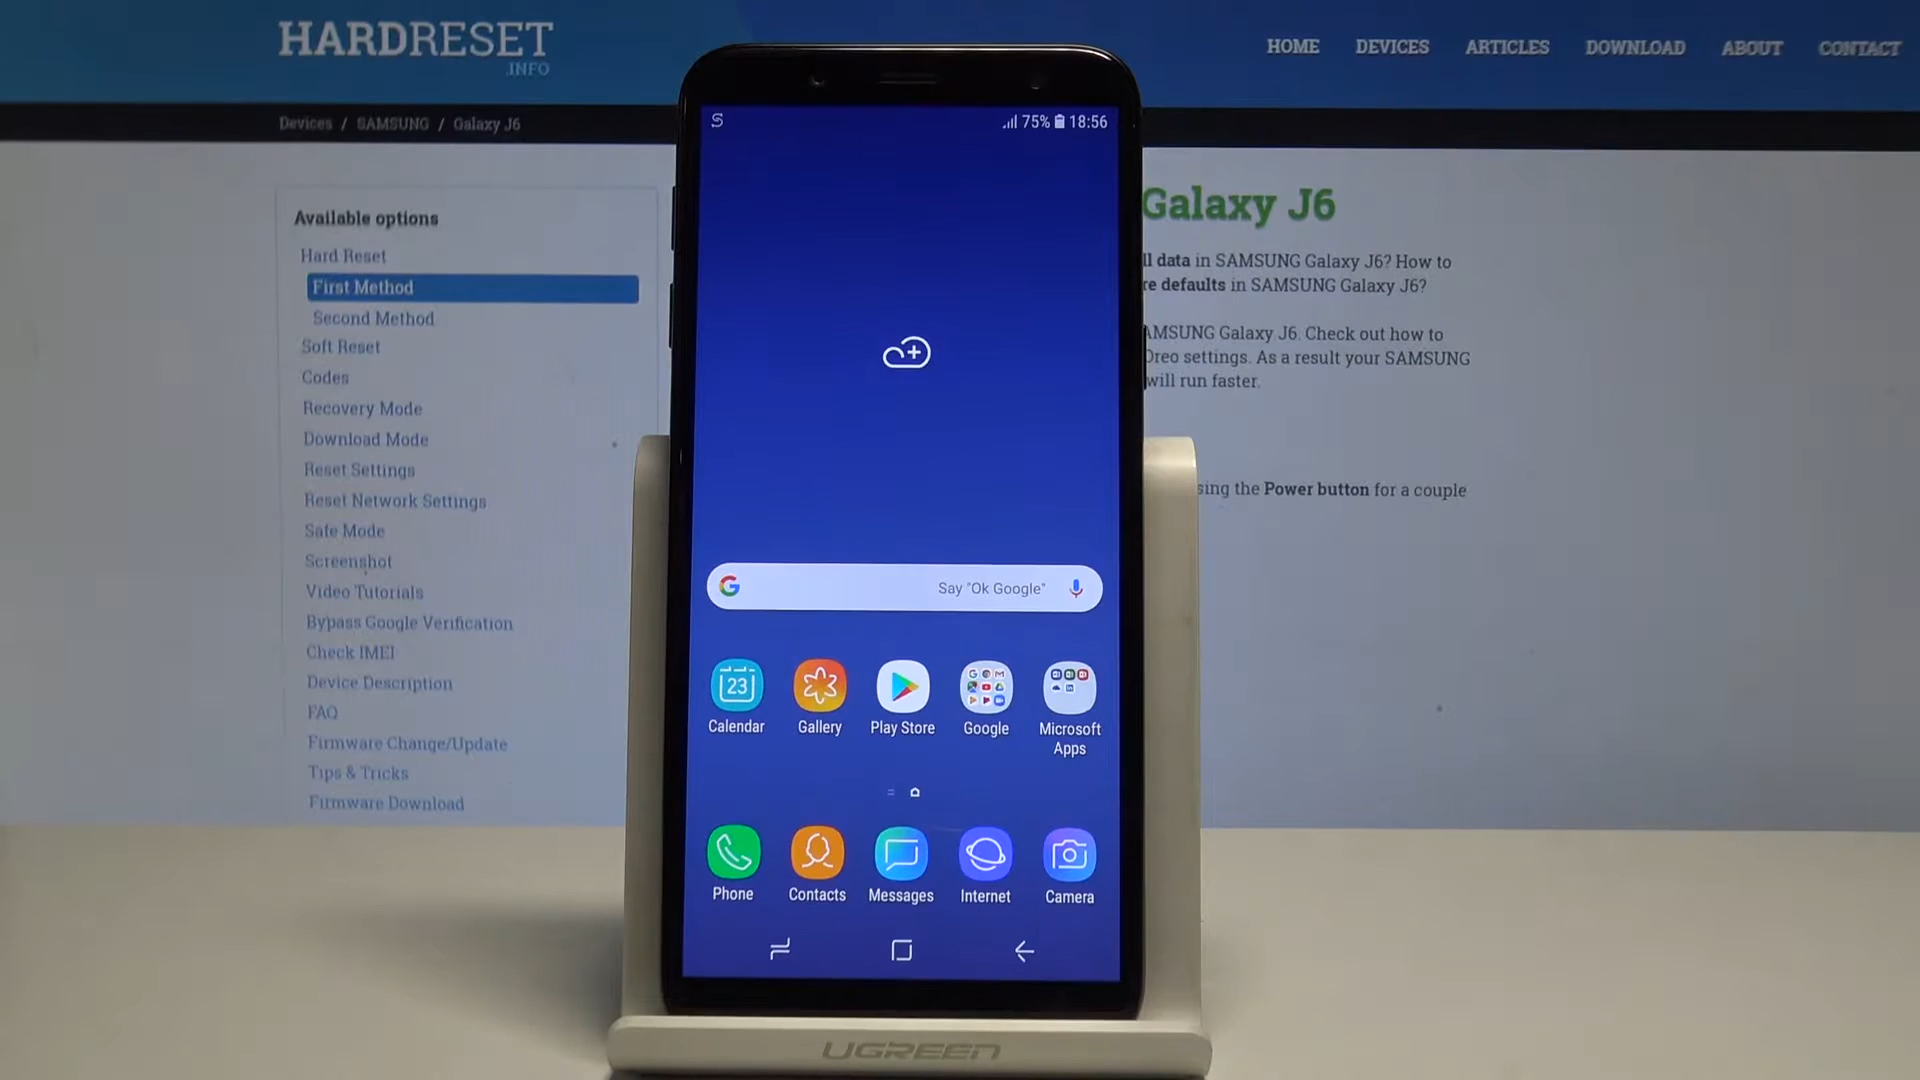 HARDRESET
.INFO
HOME DEVICES ARTICLES DOWNLOAD ABOUT CONTACT
Devices / SAMSUNG / Galaxy J6
Available options
Hard Reset
First Method
Second Method
Soft Reset
Codes
Recovery Mode
Download Mode
Reset Settings
Reset Network Settings
Safe Mode
Screenshot
Video Tutorials
Bypass Google Verification
Check IMEI
Device Description
FAQ
Firmware Change/Update
Tips & Tricks
Firmware Download
75% 18:56
Say "Ok Google"
23
Calendar Gallery Play Store Google Microsoft
Apps
Phone Contacts Messages Internet Camera
Galaxy J6
data in SAMSUNG Galaxy J6? How to
defaults in SAMSUNG Galaxy J6?
AMSUNG Galaxy J6. Check out how to
Oreo settings. As a result your SAMSUNG
will run faster.
sing the Power button for a couple
UGREEN